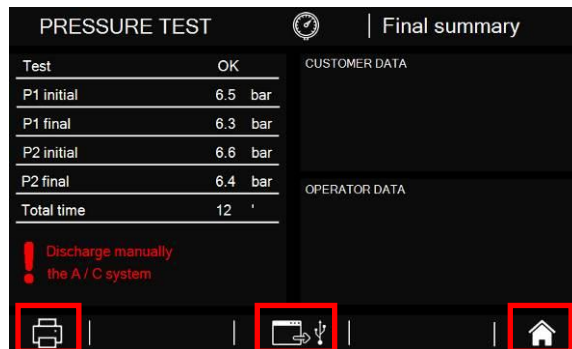 PRESSURE TEST
Final summary
Test OK
P1 initial 6.5 bar
P1 final 6.3 bar
P2 initial 6.6 bar
P2 final 6.4 bar
Total time 12 '
Discharge manually
the A / C system
CUSTOMER DATA
OPERATOR DATA